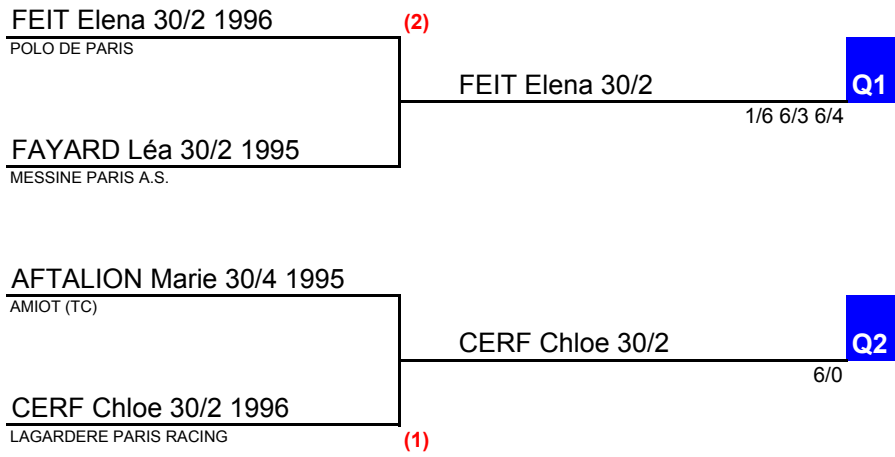 FEIT Elena 30/2 1996
(2)
POLO DE PARIS
FEIT Elena 30/2
Q1
1/6 6/3 6/4
FAYARD Léa 30/2 1995
MESSINE PARIS A.S.
AFTALION Marie 30/4 1995
AMIOT (TC)
CERF Chloe 30/2
Q2
6/0
CERF Chloe 30/2 1996
LAGARDERE PARIS RACING
(1)